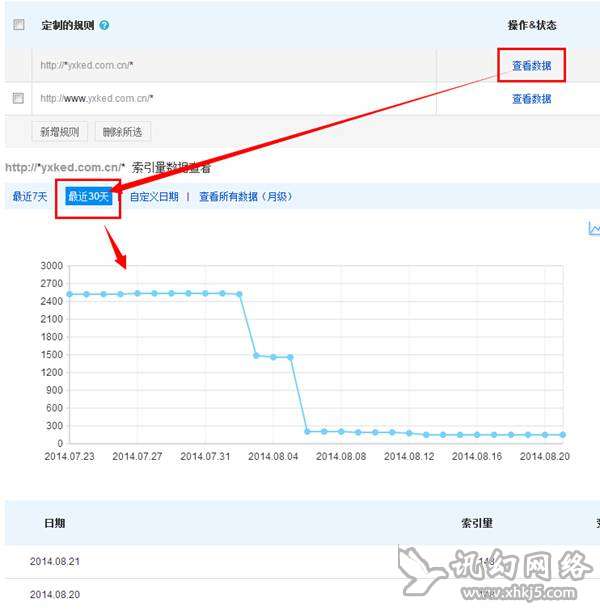 定制的规则 ? 操作&状态
http://*yxked.com.cn/* 查看数据
http://www.yxked.com.cn/* 查看数据
新增规则 删除所选
http://*yxked.com.cn/* 索引量数据查看
最近7天 最近30天 自定义日期 | 查看所有数据（月级）
3000
2700
2400
2100
1800
1500
1200
900
600
300
0
2014.07.23 2014.07.27 2014.07.31 2014.08.04 2014.08.08 2014.08.12 2014.08.16 2014.08.20
日期 索引量
2014.08.21 148
讯幻网络
2014.08.20 148
www.xhkj5.com